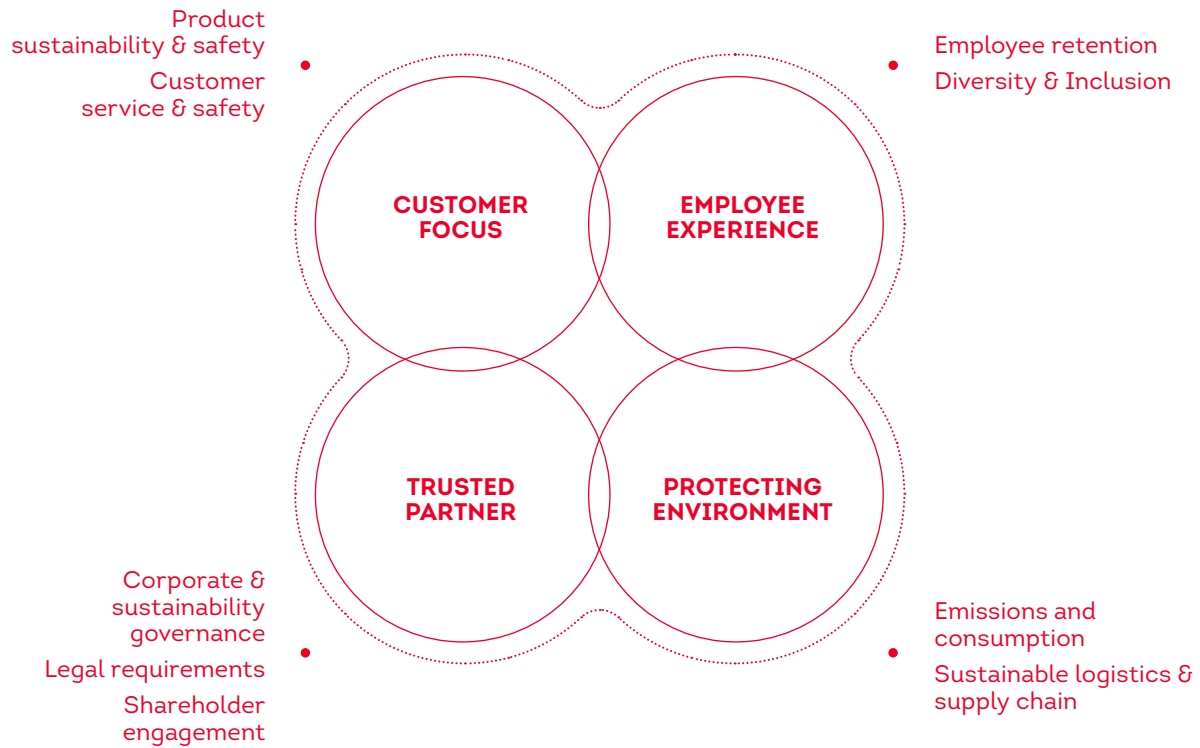 Product
sustainability & safety
Customer
service & safety
Employee retention
Diversity & Inclusion
CUSTOMER
FOCUS
EMPLOYEE
EXPERIENCE
TRUSTED
PARTNER
PROTECTING
ENVIRONMENT
Corporate &
sustainability
governance
Legal requirements
Shareholder
engagement
Emissions and
consumption
Sustainable logistics &
supply chain